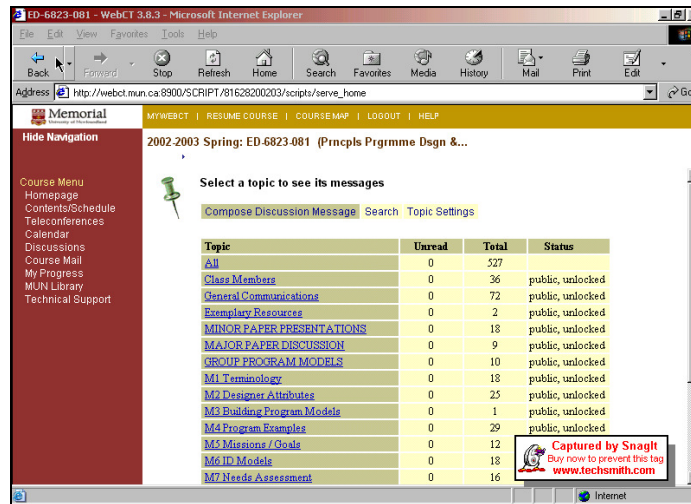 ED-6823-081 - WebCT 3.8.3 - Microsoft Internet Explorer
File Edit View Favorites Tools Help
Back Forward Stop Refresh Home Search Favorites Media History Mail Print Edit
Address http://webct.mun.ca:8900/SCRIPT/81628200203/scripts/serve_home Go
Memorial
University of Newfoundland
MYWEBCT | RESUME COURSE | COURSE MAP | LOGOUT | HELP
Hide Navigation
2002-2003 Spring: ED-6823-081 (Prncpls Prgrmme Dsgn &...
Course Menu
Homepage
Contents/Schedule
Teleconferences
Calendar
Discussions
Course Mail
My Progress
MUN Library
Technical Support
Select a topic to see its messages
Compose Discussion Message Search Topic Settings
Topic Unread Total Status
All 0 527
Class Members 0 36 public, unlocked
General Communications 0 72 public, unlocked
Exemplary Resources 0 2 public, unlocked
MINOR PAPER PRESENTATIONS 0 18 public, unlocked
MAJOR PAPER DISCUSSION 0 9 public, unlocked
GROUP PROGRAM MODELS 0 10 public, unlocked
M1 Terminology 0 18 public, unlocked
M2 Designer Attributes 0 25 public, unlocked
M3 Building Program Models 0 1 public, unlocked
M4 Program Examples 0 29 public, unlocked
M5 Missions / Goals 0 12
M6 ID Models 0 18
M7 Needs Assessment 0 16
Captured by SnagIt
Buy now to prevent this tag
www.techsmith.com
Internet